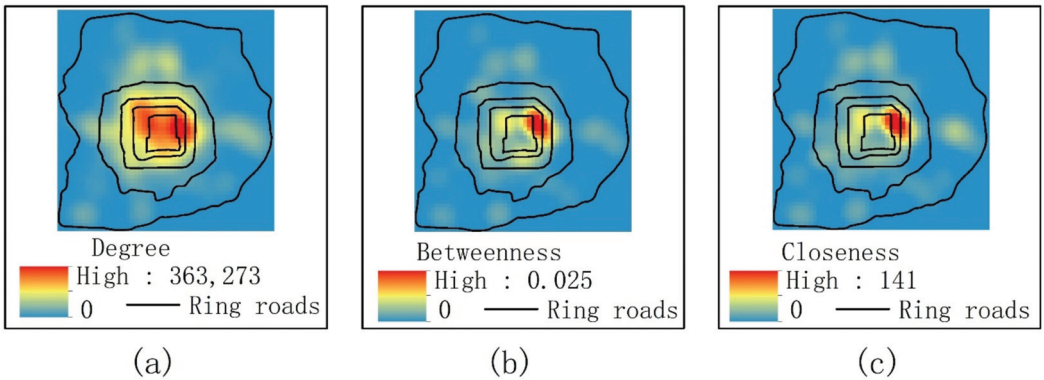 Degree
High : 363,273
0 Ring roads
(a)
Betweenness
High : 0.025
0 Ring roads
(b)
Closeness
High : 141
0 Ring roads
(c)